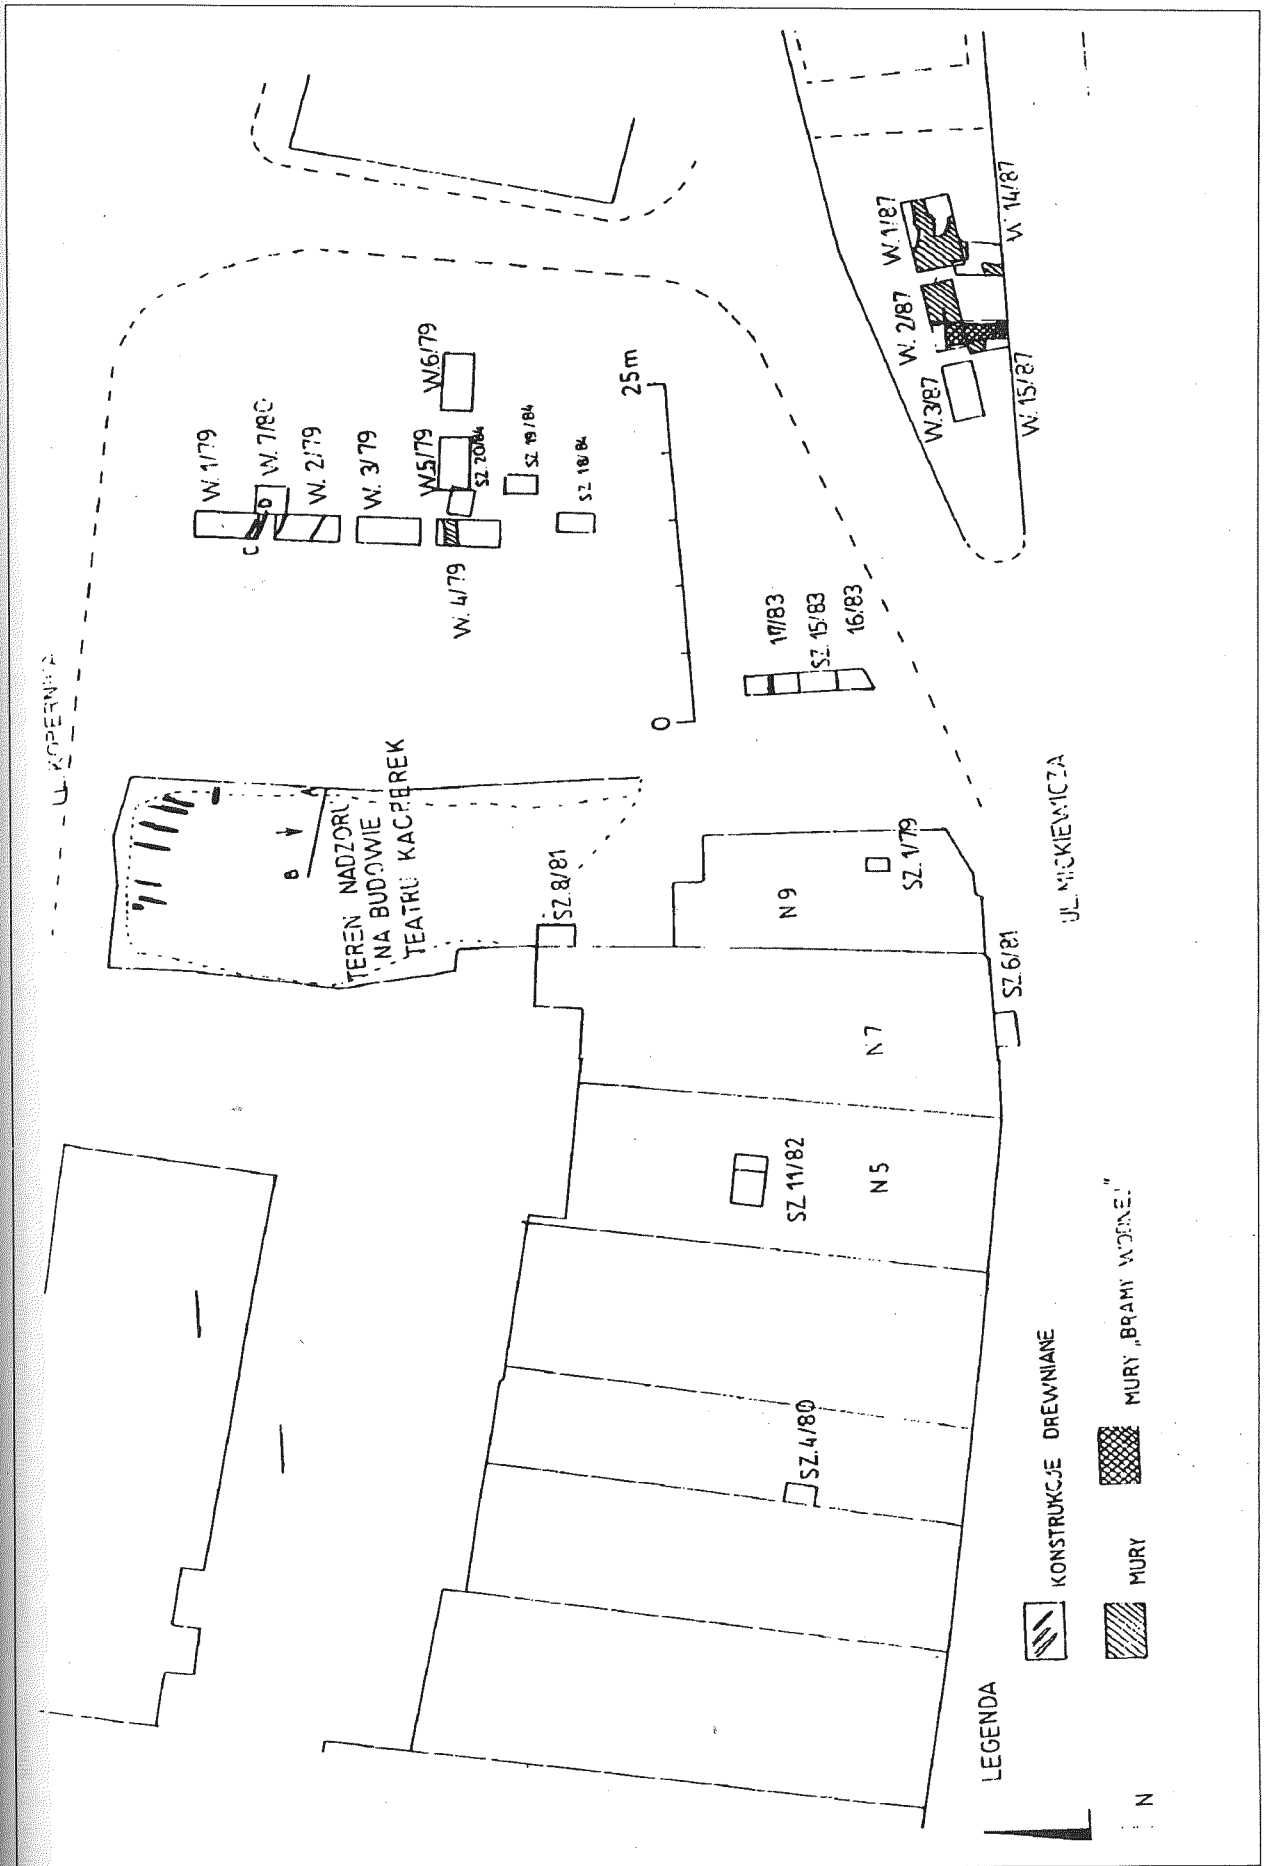 UL. KOPERNIKA
W. 1/79
W. 7/80
W. 2/79
W. 3/79
W. 4/79
W.5/79
W.6/79
C
D
SZ. 20/84
SZ 19/84
SZ 18/84
0
25m
TEREN NADZORU
NA BUDOWIE
TEATRU KACPEREK
A
B
17/83
SZ. 15/83
16/83
W. 1/87
W. 2/87
W.3/87
W 14/87
W. 15/87
SZ.8/81
N 9
SZ. 1/79
SZ.6/81
UL. MICKIEWICZA
N 7
SZ.11/82
N 5
SZ.4/80
LEGENDA
KONSTRUKCJE DREWNIANE
MURY
MURY „BRAMY WODNEJ"
N